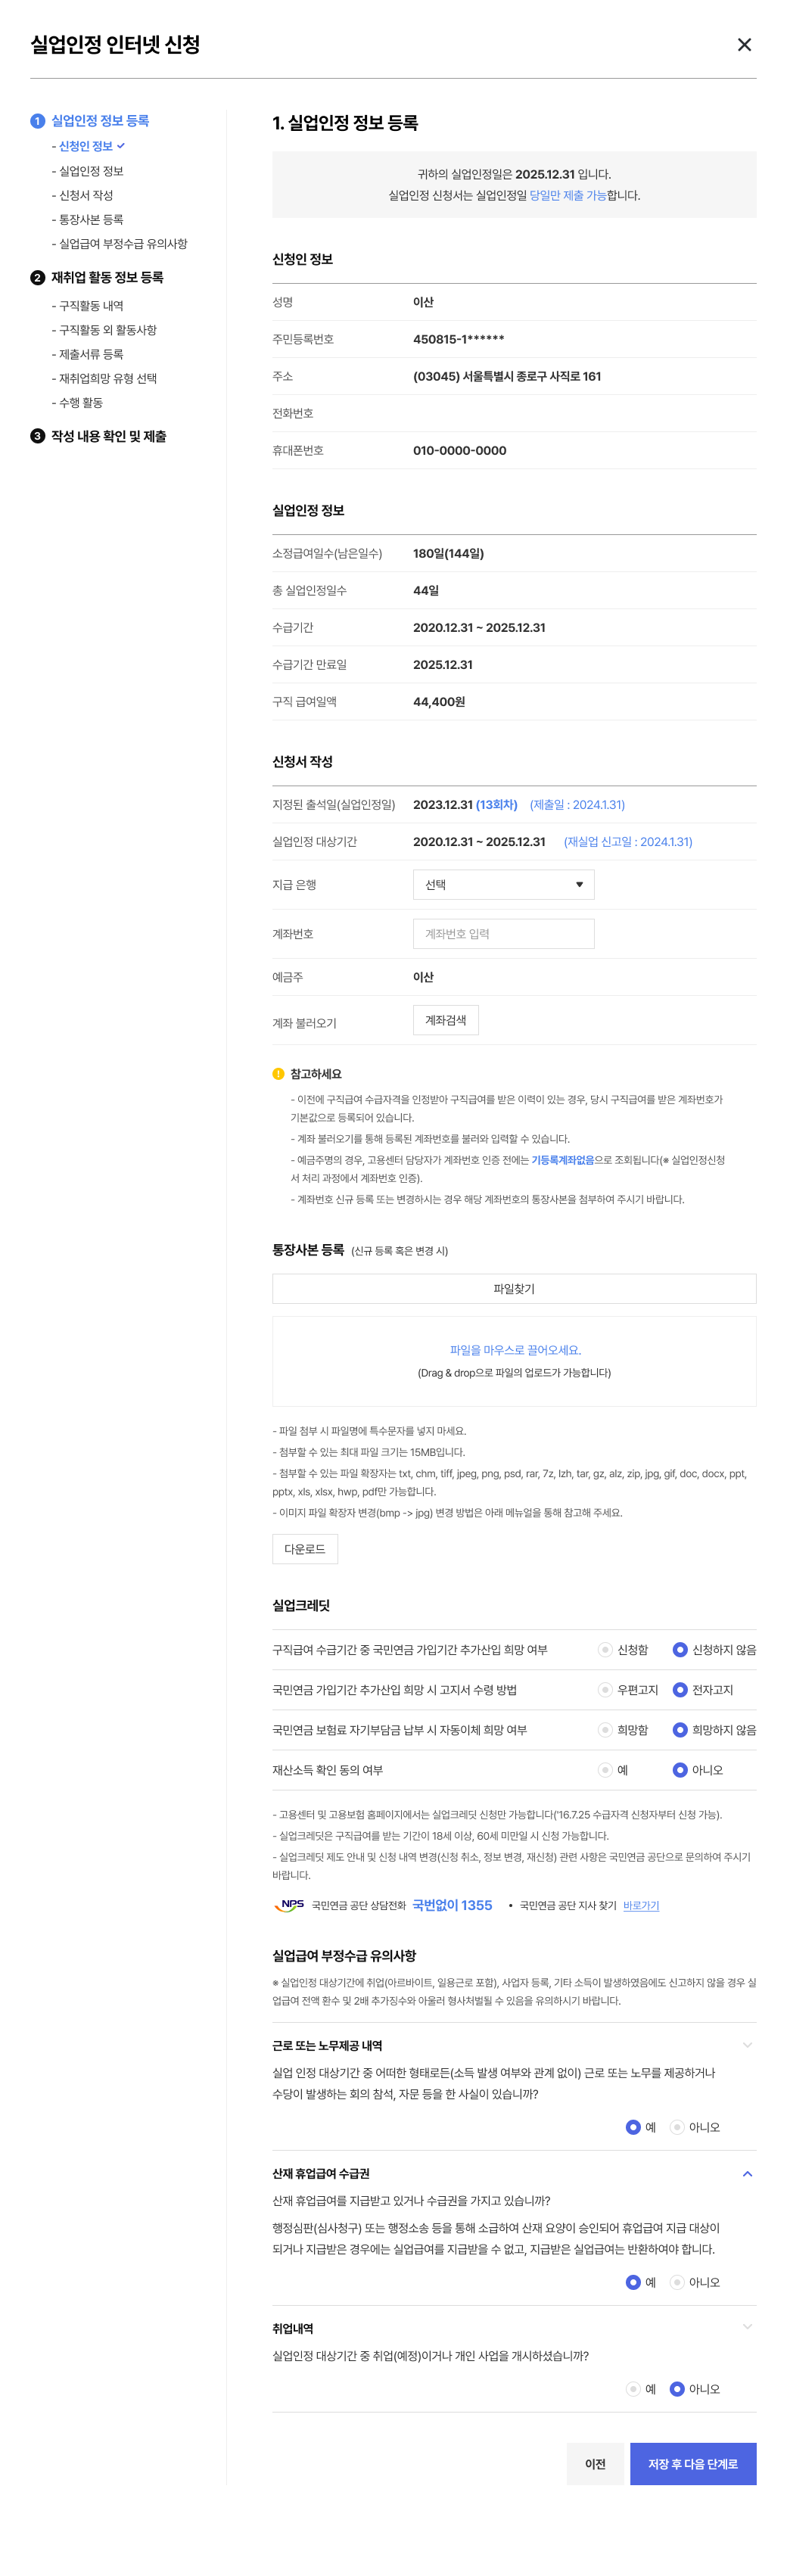 실업인정 인터넷 신청
1 실업인정 정보 등록
- 신청인 정보
- 실업인정 정보
- 신청서 작성
- 통장사본 등록
- 실업급여 부정수급 유의사항
2 재취업 활동 정보 등록
- 구직활동 내역
- 구직활동 외 활동사항
- 제출서류 등록
- 재취업희망 유형 선택
- 수행 활동
3 작성 내용 확인 및 제출
1. 실업인정 정보 등록
귀하의 실업인정일은 2025.12.31 입니다.
실업인정 신청서는 실업인정일 당일만 제출 가능합니다.
신청인 정보
성명 이산
주민등록번호 450815-1******
주소 (03045) 서울특별시 종로구 사직로 161
전화번호
휴대폰번호 010-0000-0000
실업인정 정보
소정급여일수(남은일수) 180일(144일)
총 실업인정일수 44일
수급기간 2020.12.31 ~ 2025.12.31
수급기간 만료일 2025.12.31
구직 급여일액 44,400원
신청서 작성
지정된 출석일(실업인정일) 2023.12.31 (13회차) (제출일 : 2024.1.31)
실업인정 대상기간 2020.12.31 ~ 2025.12.31 (재실업 신고일 : 2024.1.31)
지급 은행 선택
계좌번호 계좌번호 입력
예금주 이산
계좌 불러오기 계좌검색
참고하세요
- 이전에 구직급여 수급자격을 인정받아 구직급여를 받은 이력이 있는 경우, 당시 구직급여를 받은 계좌번호가
기본값으로 등록되어 있습니다.
- 계좌 불러오기를 통해 등록된 계좌번호를 불러와 입력할 수 있습니다.
- 예금주명의 경우, 고용센터 담당자가 계좌번호 인증 전에는 기등록계좌없음으로 조회됩니다(※ 실업인정신청
서 처리 과정에서 계좌번호 인증).
- 계좌번호 신규 등록 또는 변경하시는 경우 해당 계좌번호의 통장사본을 첨부하여 주시기 바랍니다.
통장사본 등록 (신규 등록 혹은 변경 시)
파일찾기
파일을 마우스로 끌어오세요.
(Drag & drop으로 파일의 업로드가 가능합니다)
- 파일 첨부 시 파일명에 특수문자를 넣지 마세요.
- 첨부할 수 있는 최대 파일 크기는 15MB입니다.
- 첨부할 수 있는 파일 확장자는 txt, chm, tiff, jpeg, png, psd, rar, 7z, lzh, tar, gz, alz, zip, jpg, gif, doc, docx, ppt,
pptx, xls, xlsx, hwp, pdf만 가능합니다.
- 이미지 파일 확장자 변경(bmp -> jpg) 변경 방법은 아래 메뉴얼을 통해 참고해 주세요.
다운로드
실업크레딧
구직급여 수급기간 중 국민연금 가입기간 추가산입 희망 여부 신청함 신청하지 않음
국민연금 가입기간 추가산입 희망 시 고지서 수령 방법 우편고지 전자고지
국민연금 보험료 자기부담금 납부 시 자동이체 희망 여부 희망함 희망하지 않음
재산소득 확인 동의 여부 예 아니오
- 고용센터 및 고용보험 홈페이지에서는 실업크레딧 신청만 가능합니다('16.7.25 수급자격 신청자부터 신청 가능).
- 실업크레딧은 구직급여를 받는 기간이 18세 이상, 60세 미만일 시 신청 가능합니다.
- 실업크레딧 제도 안내 및 신청 내역 변경(신청 취소, 정보 변경, 재신청) 관련 사항은 국민연금 공단으로 문의하여 주시기
바랍니다.
NPS 국민연금 공단 상담전화 국번없이 1355 • 국민연금 공단 지사 찾기 바로가기
실업급여 부정수급 유의사항
※ 실업인정 대상기간에 취업(아르바이트, 일용근로 포함), 사업자 등록, 기타 소득이 발생하였음에도 신고하지 않을 경우 실
업급여 전액 환수 및 2배 추가징수와 아울러 형사처벌될 수 있음을 유의하시기 바랍니다.
근로 또는 노무제공 내역
실업 인정 대상기간 중 어떠한 형태로든(소득 발생 여부와 관계 없이) 근로 또는 노무를 제공하거나
수당이 발생하는 회의 참석, 자문 등을 한 사실이 있습니까?
예 아니오
산재 휴업급여 수급권
산재 휴업급여를 지급받고 있거나 수급권을 가지고 있습니까?
행정심판(심사청구) 또는 행정소송 등을 통해 소급하여 산재 요양이 승인되어 휴업급여 지급 대상이
되거나 지급받은 경우에는 실업급여를 지급받을 수 없고, 지급받은 실업급여는 반환하여야 합니다.
예 아니오
취업내역
실업인정 대상기간 중 취업(예정)이거나 개인 사업을 개시하셨습니까?
예 아니오
이전 저장 후 다음 단계로